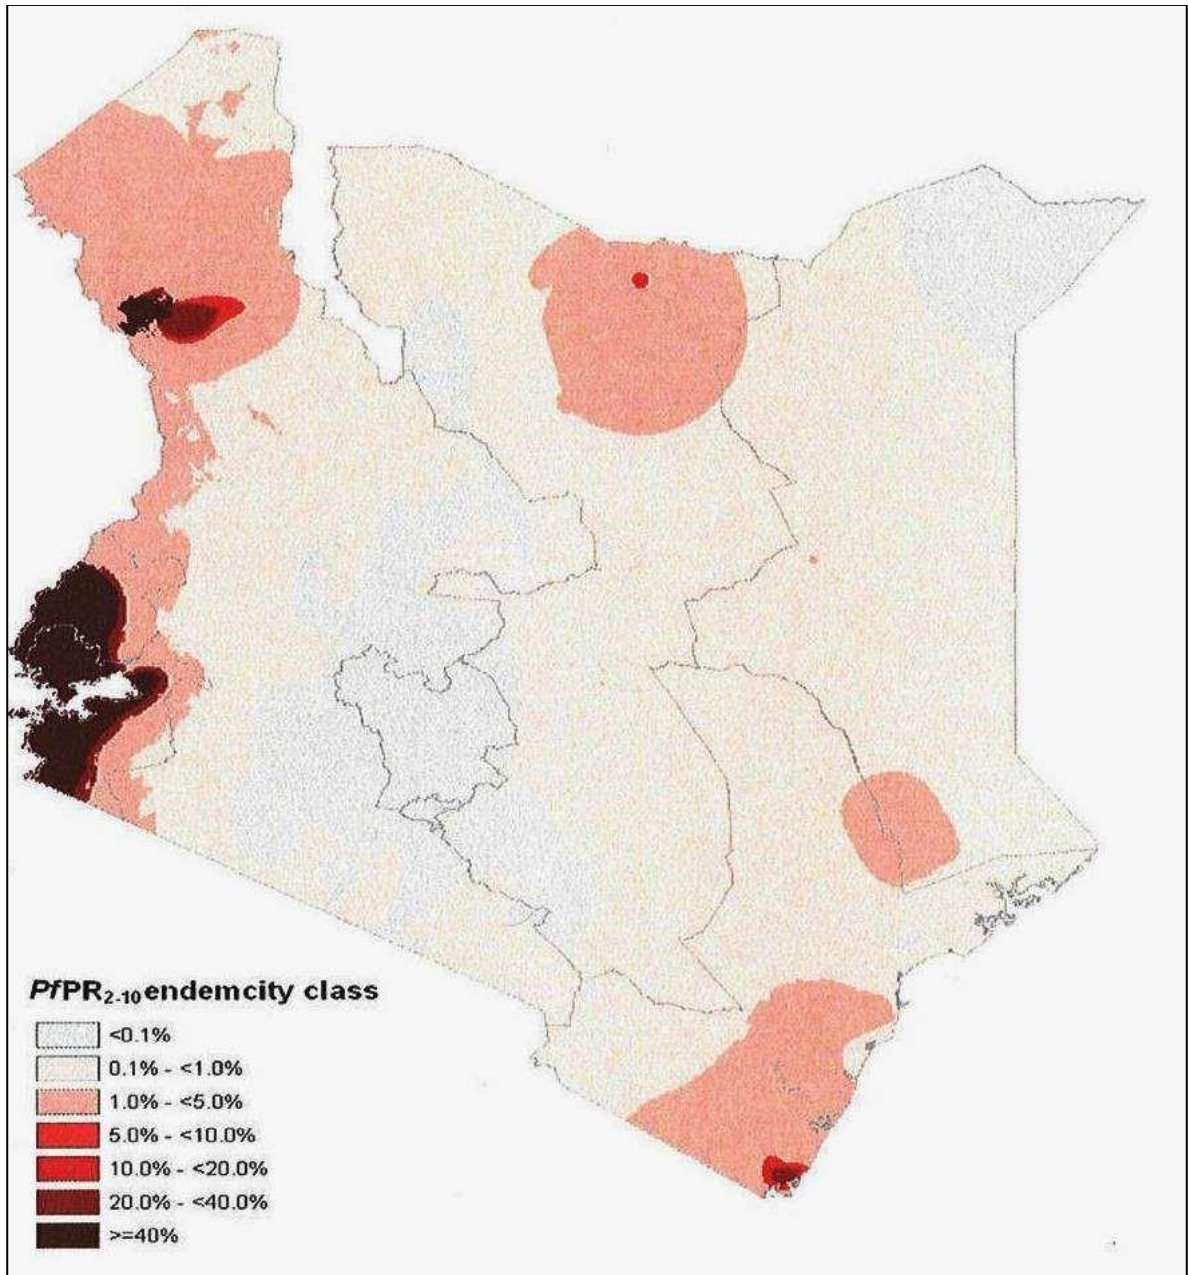 PfPR2-10 endemcity class
<0.1%
0.1% - <1.0%
1.0% - <5.0%
5.0% - <10.0%
10.0% - <20.0%
20.0% - <40.0%
>=40%